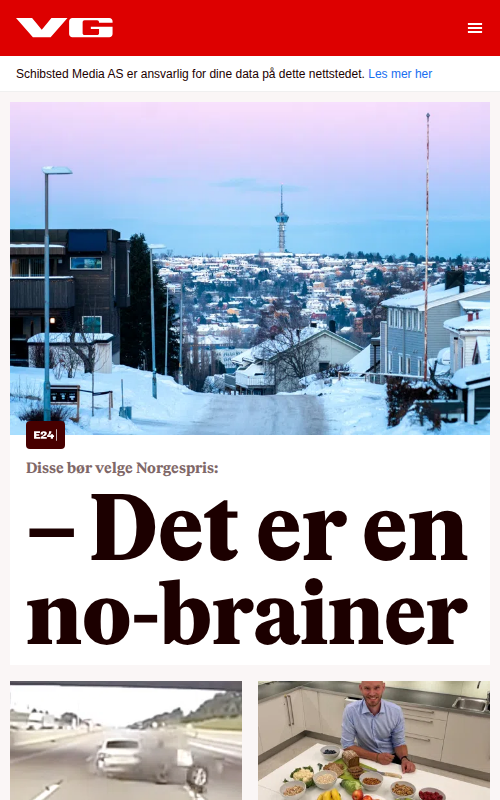 VG
Schibsted Media AS er ansvarlig for dine data på dette nettstedet. Les mer her
E24
Disse bør velge Norgespris:
– Det er en
no-brainer